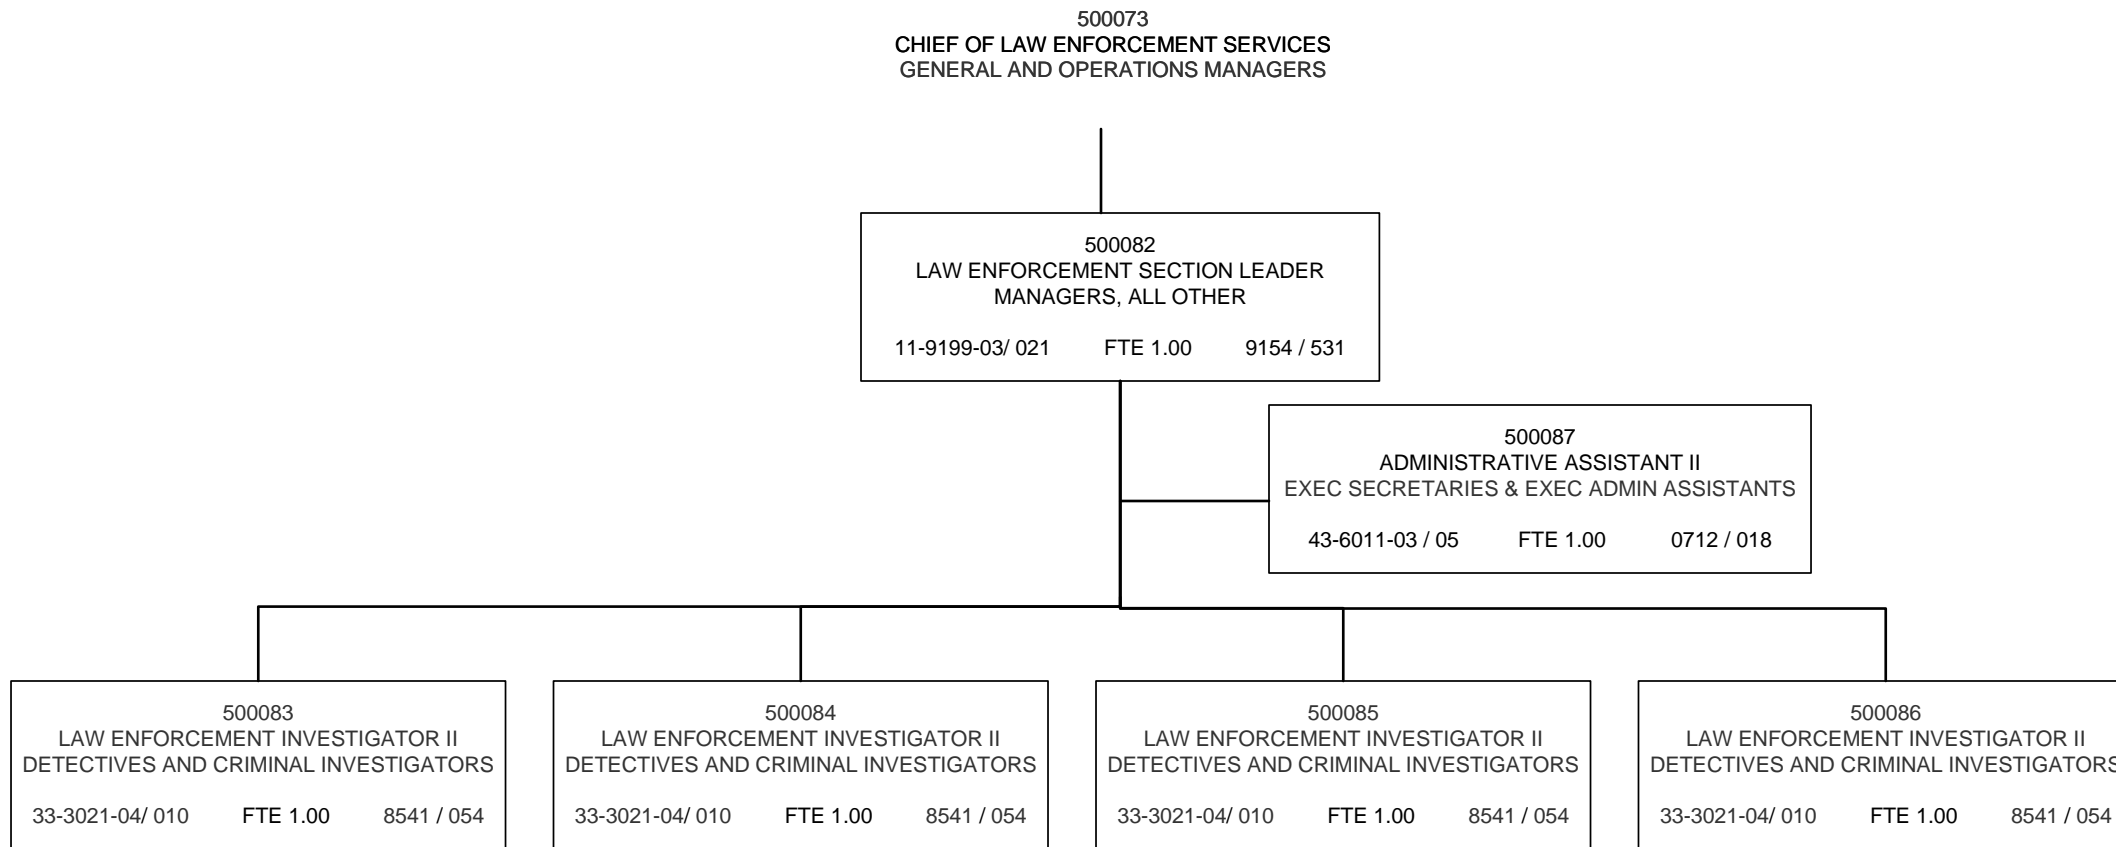 500073
CHIEF OF LAW ENFORCEMENT SERVICES
GENERAL AND OPERATIONS MANAGERS
500082
LAW ENFORCEMENT SECTION LEADER
MANAGERS, ALL OTHER
11-9199-03/ 021 FTE 1.00 9154 / 531
500087
ADMINISTRATIVE ASSISTANT II
EXEC SECRETARIES & EXEC ADMIN ASSISTANTS
43-6011-03 / 05 FTE 1.00 0712 / 018
500083
LAW ENFORCEMENT INVESTIGATOR II
DETECTIVES AND CRIMINAL INVESTIGATORS
33-3021-04/ 010 FTE 1.00 8541 / 054
500084
LAW ENFORCEMENT INVESTIGATOR II
DETECTIVES AND CRIMINAL INVESTIGATORS
33-3021-04/ 010 FTE 1.00 8541 / 054
500085
LAW ENFORCEMENT INVESTIGATOR II
DETECTIVES AND CRIMINAL INVESTIGATORS
33-3021-04/ 010 FTE 1.00 8541 / 054
500086
LAW ENFORCEMENT INVESTIGATOR II
DETECTIVES AND CRIMINAL INVESTIGATORS
33-3021-04/ 010 FTE 1.00 8541 / 054